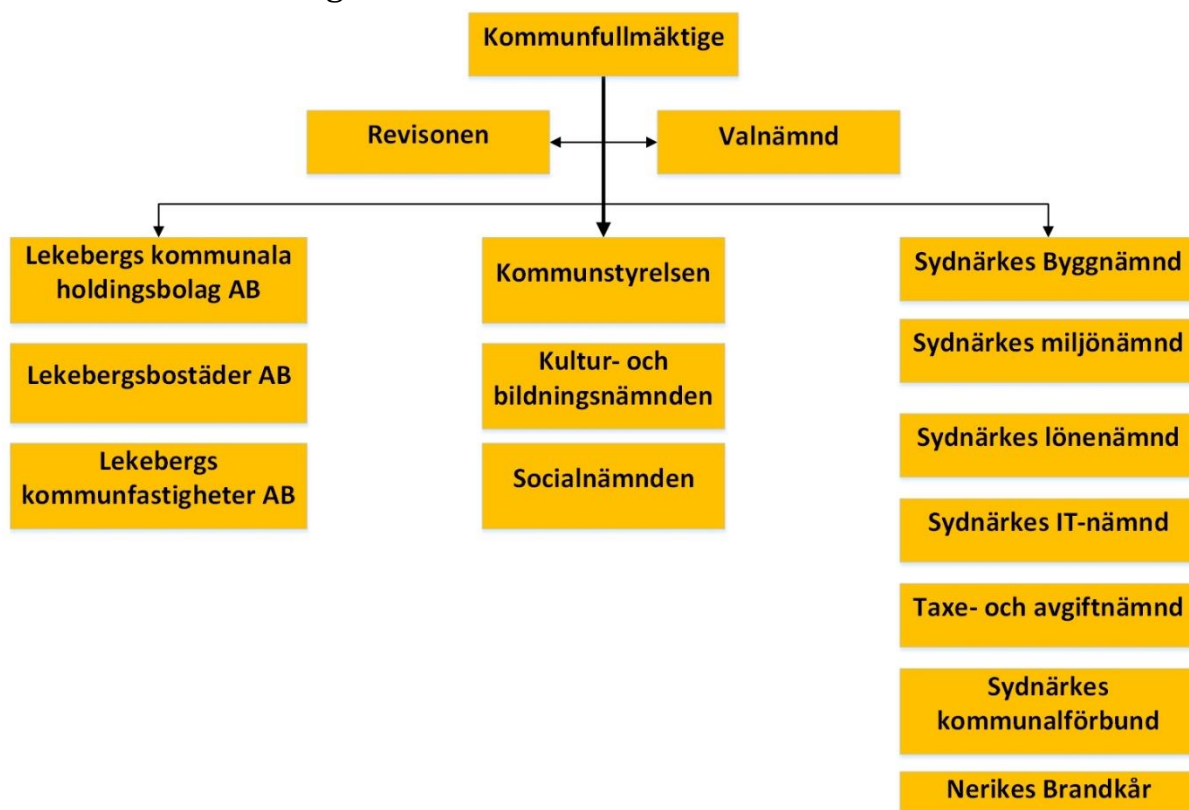 Kommunfullmäktige
Revisonen
Valnämnd
Lekebergs kommunala
holdingsbolag AB
Lekebergsbostäder AB
Lekebergs
kommunfastigheter AB
Kommunstyrelsen
Kultur- och
bildningsnämnden
Socialnämnden
Sydnärkes Byggnämnd
Sydnärkes miljönämnd
Sydnärkes lönenämnd
Sydnärkes IT-nämnd
Taxe- och avgiftnämnd
Sydnärkes
kommunalförbund
Nerikes Brandkår